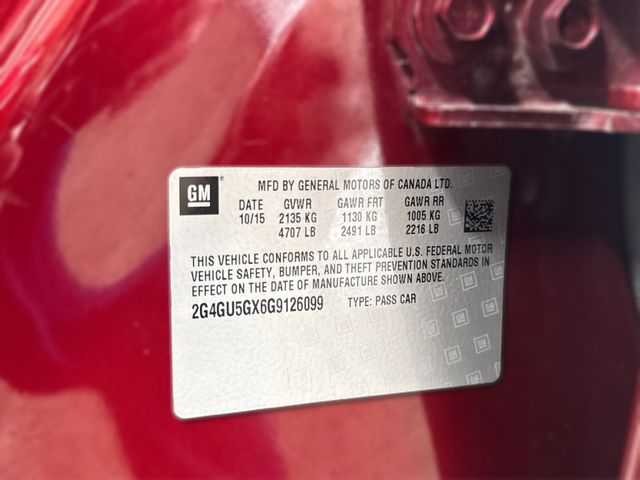 GM
MFD BY GENERAL MOTORS OF CANADA LTD.
DATE GVWR GAWR FRT GAWR RR
10/15 2135 KG 1130 KG 1005 KG
4707 LB 2491 LB 2216 LB
THIS VEHICLE CONFORMS TO ALL APPLICABLE U.S. FEDERAL MOTOR
VEHICLE SAFETY, BUMPER, AND THEFT PREVENTION STANDARDS IN
EFFECT ON THE DATE OF MANUFACTURE SHOWN ABOVE.
2G4GU5GX6G9126099 TYPE: PASS CAR